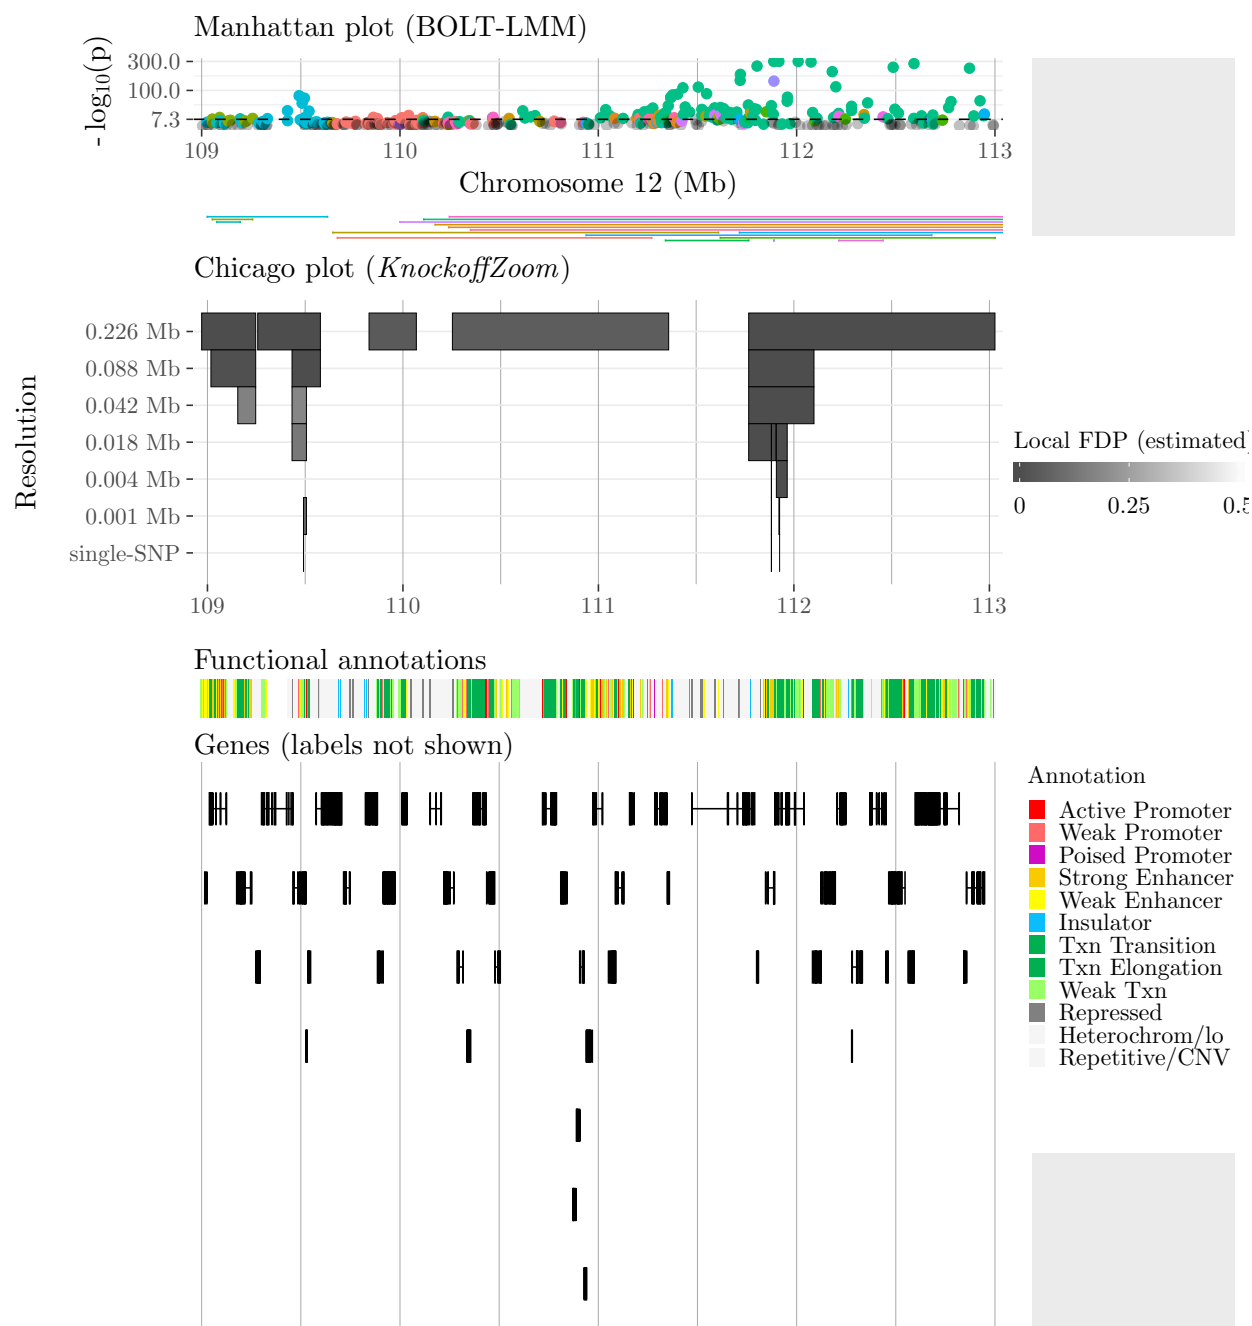 Manhattan plot (BOLT-LMM)
- log10(p)
300.0
100.0
7.3
109 110 111 112 113
Chromosome 12 (Mb)
Chicago plot (KnockoffZoom)
Resolution
0.226 Mb
0.088 Mb
0.042 Mb
0.018 Mb
0.004 Mb
0.001 Mb
single-SNP
109 110 111 112 113
Local FDP (estimated)
0 0.25 0.5
Functional annotations
Genes (labels not shown)
Annotation
Active Promoter
Weak Promoter
Poised Promoter
Strong Enhancer
Weak Enhancer
Insulator
Txn Transition
Txn Elongation
Weak Txn
Repressed
Heterochrom/lo
Repetitive/CNV